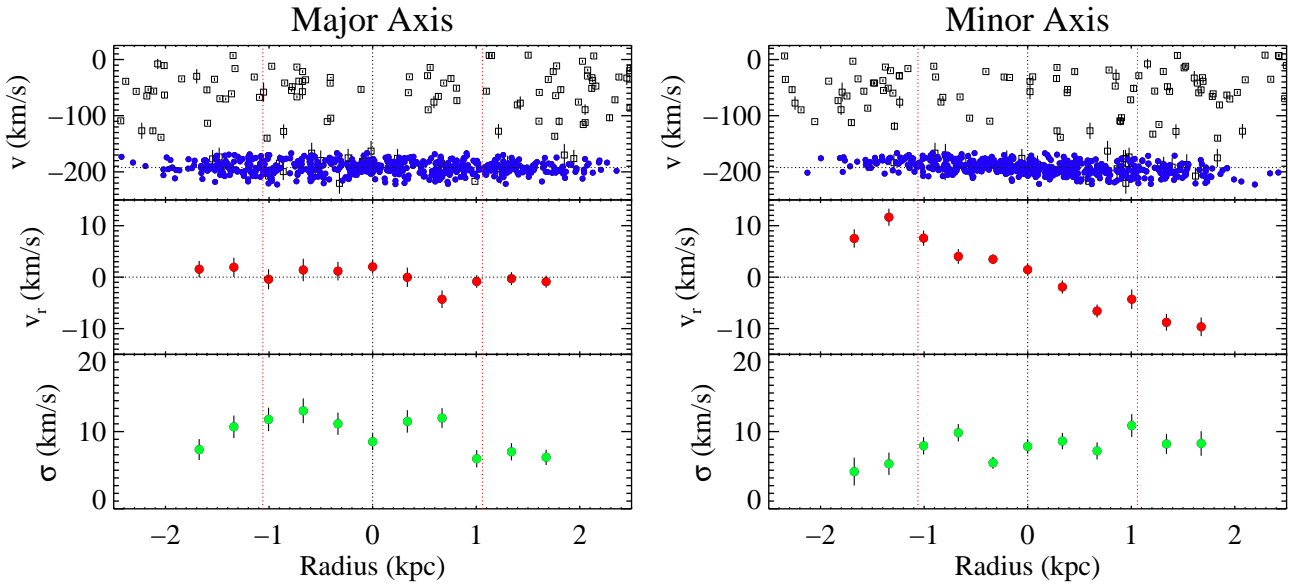 Major Axis
Minor Axis
v (km/s)
0
−100
−200
v (km/s)
0
−100
−200
v_r (km/s)
10
0
−10
v_r (km/s)
10
0
−10
σ (km/s)
20
10
0
σ (km/s)
20
10
0
−2 −1 0 1 2
−2 −1 0 1 2
Radius (kpc)
Radius (kpc)